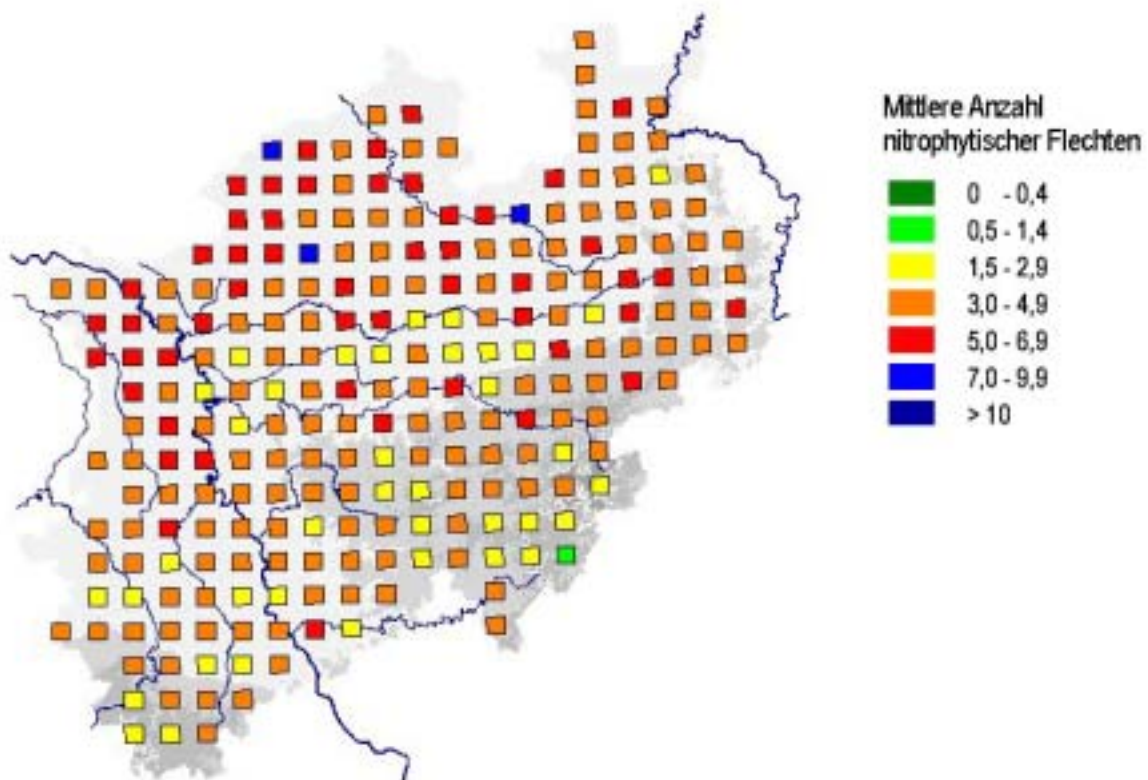 Mittlere Anzahl
nitrophytischer Flechten
0 - 0,4
0,5 - 1,4
1,5 - 2,9
3,0 - 4,9
5,0 - 6,9
7,0 - 9,9
> 10